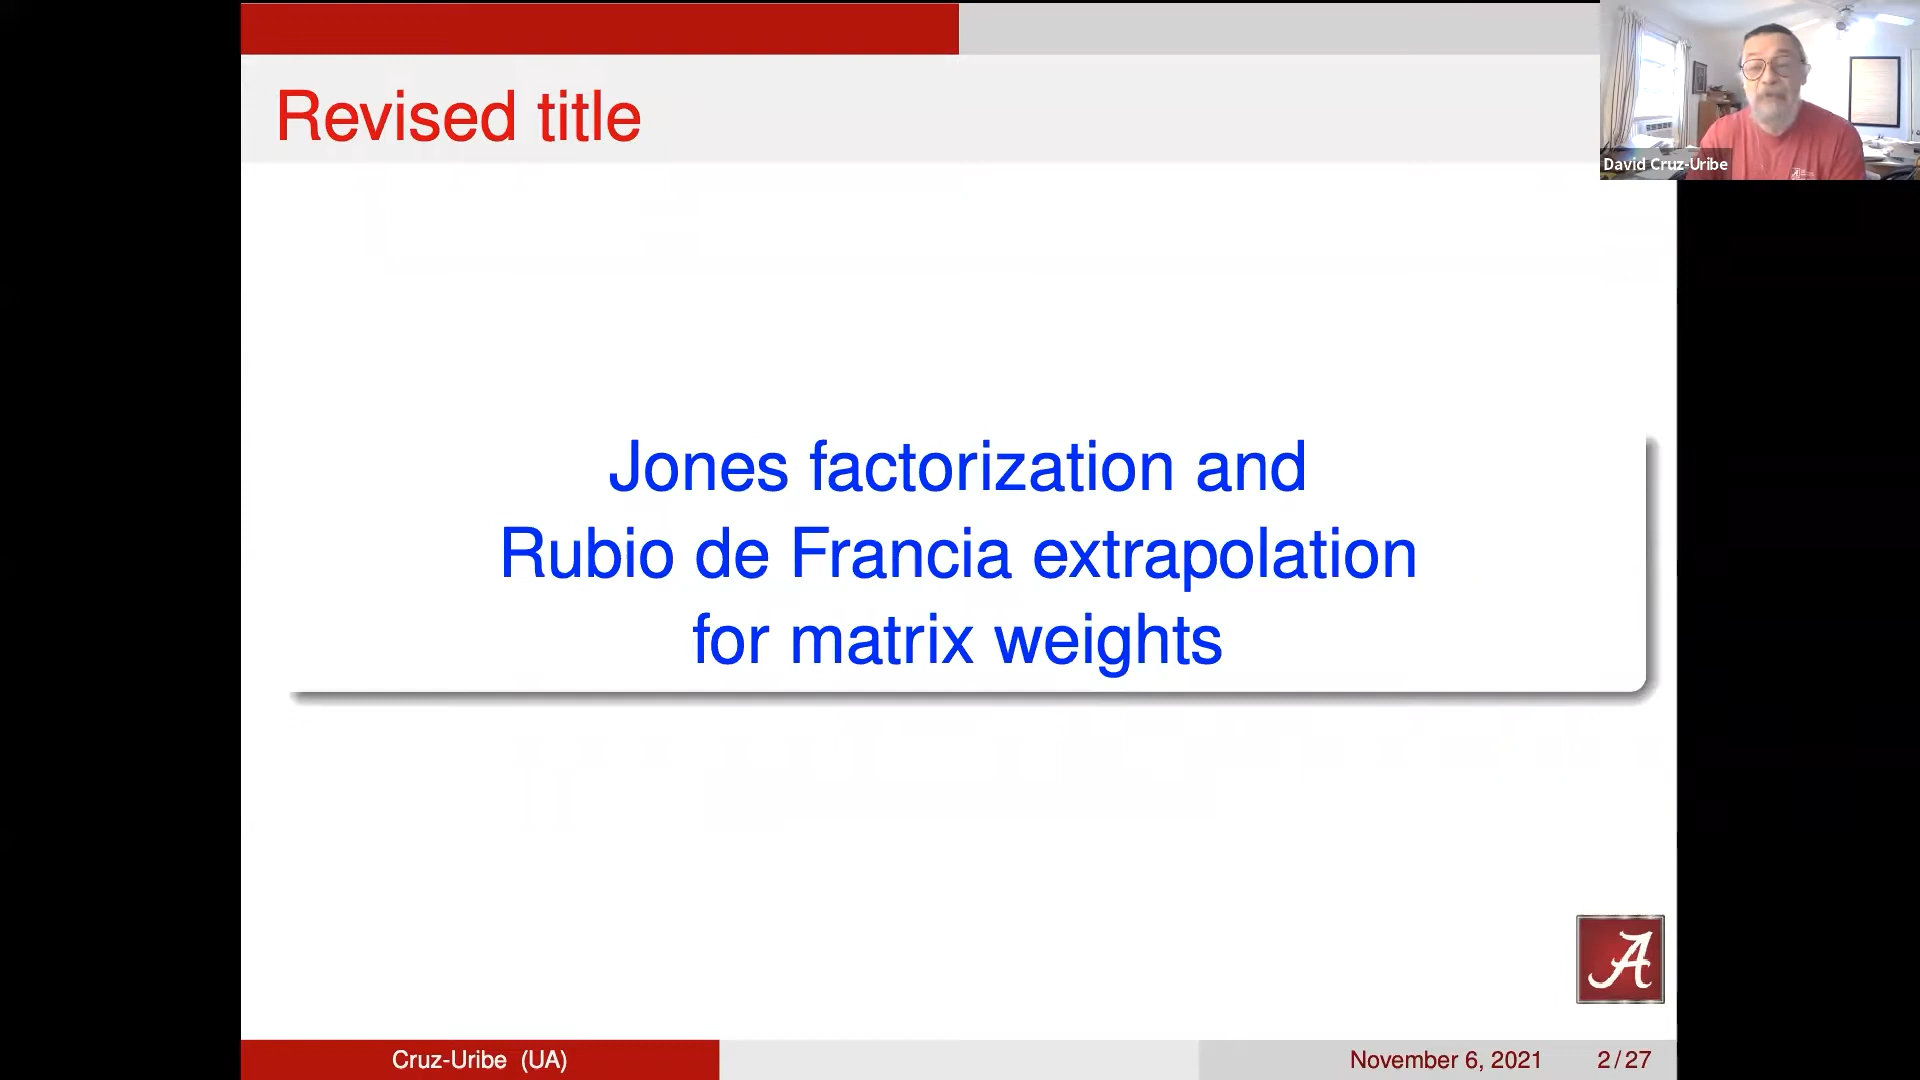 Revised title
David Cruz-Uribe
Jones factorization and
Rubio de Francia extrapolation
for matrix weights
A
Cruz-Uribe (UA)
November 6, 2021
2/27